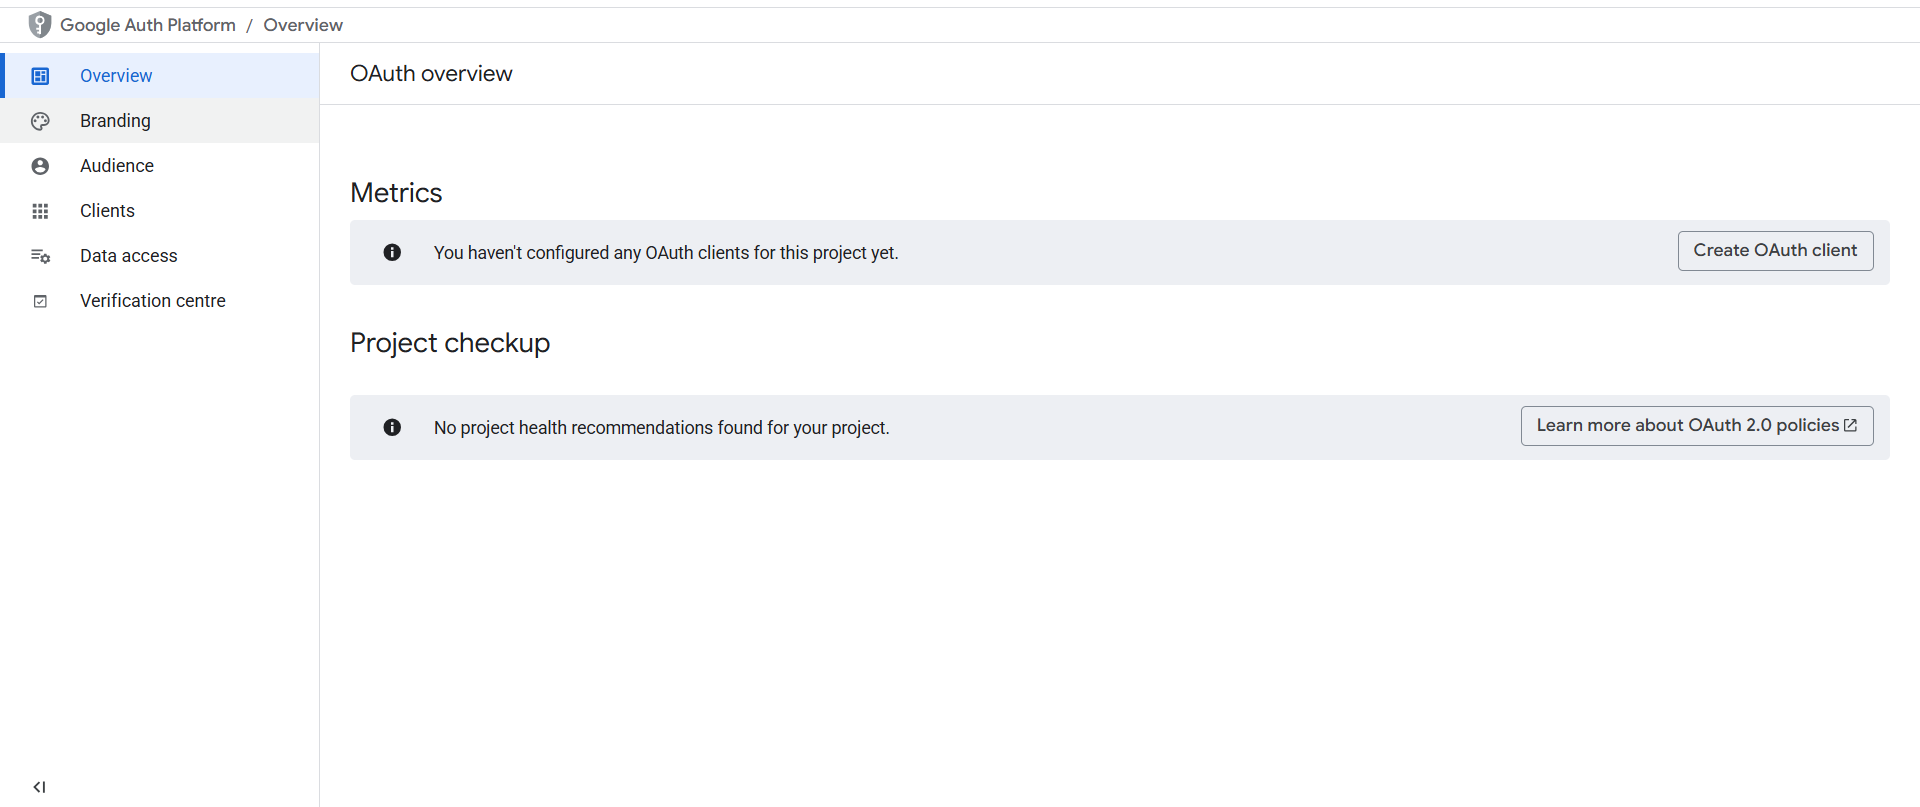 Google Auth Platform / Overview
Overview
Branding
Audience
Clients
Data access
Verification centre
OAuth overview
Metrics
You haven't configured any OAuth clients for this project yet.
Create OAuth client
Project checkup
No project health recommendations found for your project.
Learn more about OAuth 2.0 policies